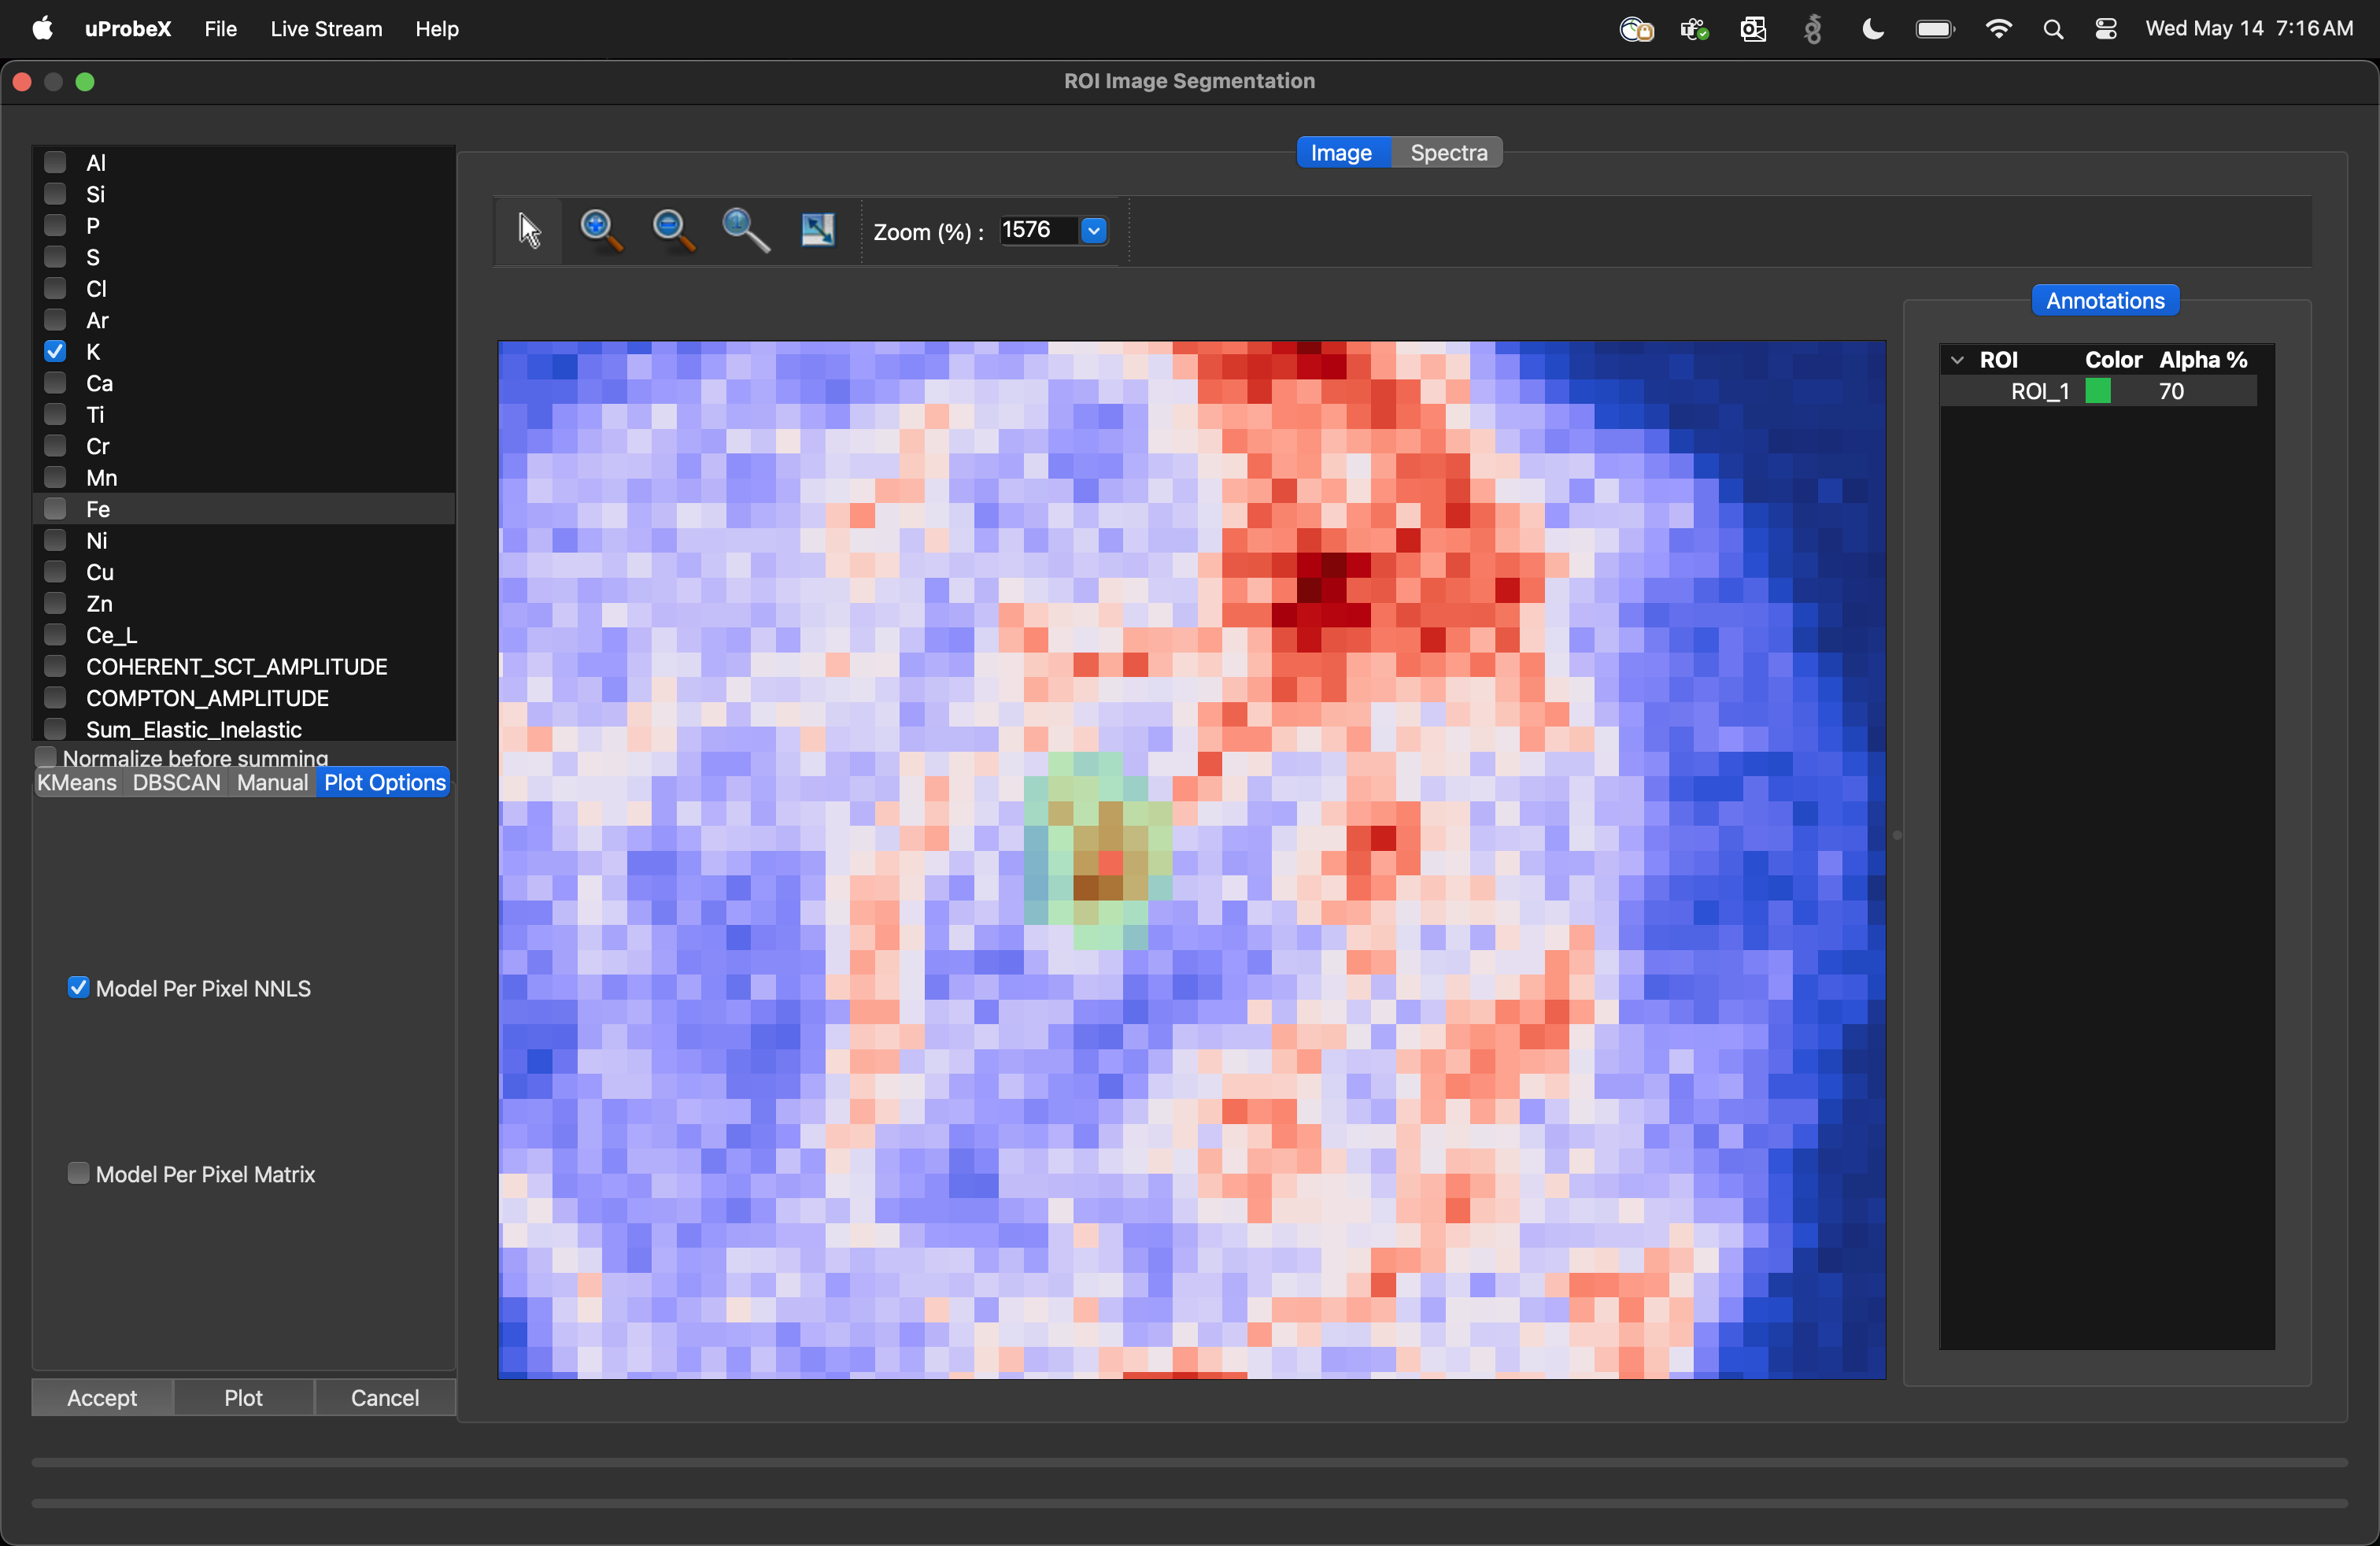 uProbeX File Live Stream Help Wed May 14 7:16 AM
ROI Image Segmentation
Al
Si
P
S
Cl
Ar
K
Ca
Ti
Cr
Mn
Fe
Ni
Cu
Zn
Ce_L
COHERENT_SCT_AMPLITUDE
COMPTON_AMPLITUDE
Sum_Elastic_Inelastic
Normalize before summing
KMeans DBSCAN Manual Plot Options
Model Per Pixel NNLS
Model Per Pixel Matrix
Accept Plot Cancel
Image Spectra
Zoom (%) : 1576
Annotations
ROI Color Alpha %
ROI_1 70